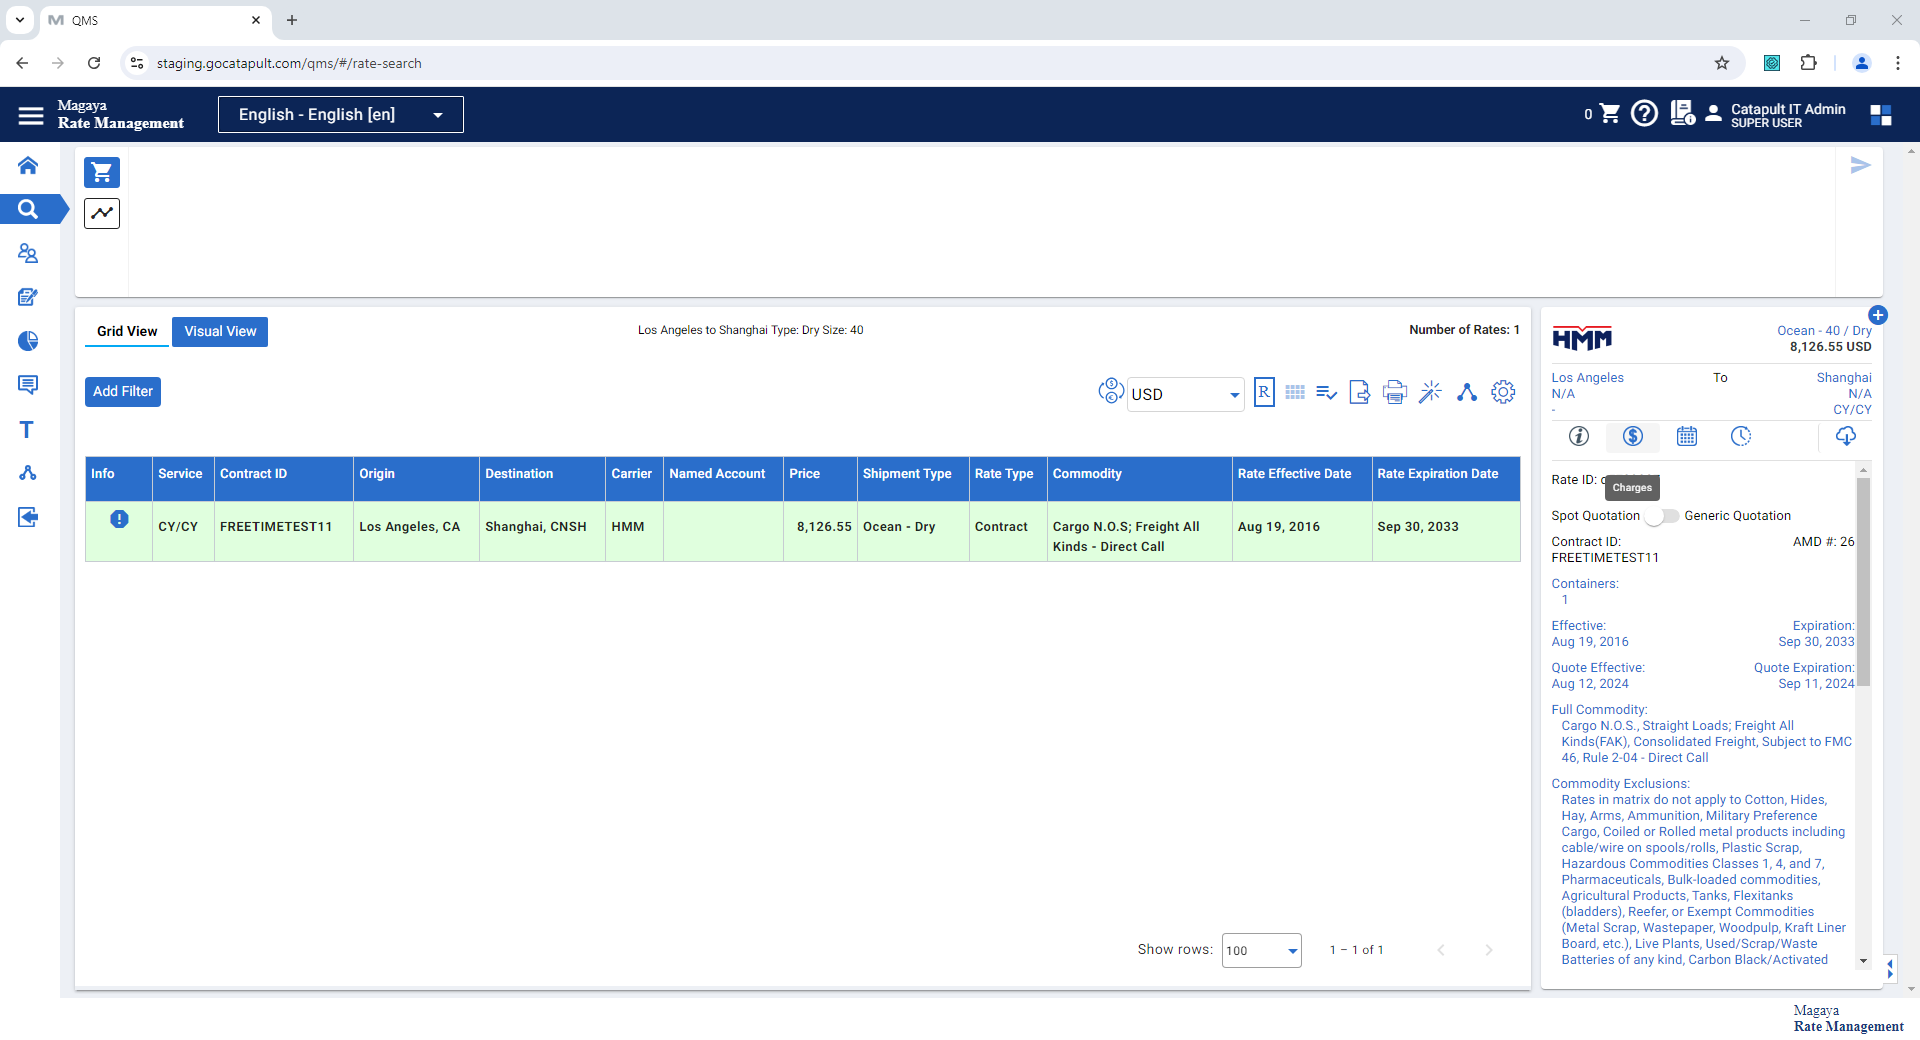 QMS
staging.gocatapult.com/qms/#/rate-search
Magaya
Rate Management
English - English [en]
0
Catapult IT Admin
SUPER USER
Grid View
Visual View
Los Angeles to Shanghai Type: Dry Size: 40
Number of Rates: 1
Add Filter
USD
R
Info Service Contract ID Origin Destination Carrier Named Account Price Shipment Type Rate Type Commodity Rate Effective Date Rate Expiration Date
CY/CY FREETIMETEST11 Los Angeles, CA Shanghai, CNSH HMM 8,126.55 Ocean - Dry Contract Cargo N.O.S; Freight All Aug 19, 2016 Sep 30, 2033
Kinds - Direct Call
Show rows: 100 1 – 1 of 1
HMM
Ocean - 40 / Dry
8,126.55 USD
Los Angeles To Shanghai
N/A N/A
- CY/CY
Rate ID:
Charges
Spot Quotation Generic Quotation
Contract ID: AMD #: 26
FREETIMETEST11
Containers:
1
Effective: Expiration:
Aug 19, 2016 Sep 30, 2033
Quote Effective: Quote Expiration:
Aug 12, 2024 Sep 11, 2024
Full Commodity:
Cargo N.O.S., Straight Loads; Freight All
Kinds(FAK), Consolidated Freight, Subject to FMC
46, Rule 2-04 - Direct Call
Commodity Exclusions:
Rates in matrix do not apply to Cotton, Hides,
Hay, Arms, Ammunition, Military Preference
Cargo, Coiled or Rolled metal products including
cable/wire on spools/rolls, Plastic Scrap,
Hazardous Commodities Classes 1, 4, and 7,
Pharmaceuticals, Bulk-loaded commodities,
Agricultural Products, Tanks, Flexitanks
(bladders), Reefer, or Exempt Commodities
(Metal Scrap, Wastepaper, Woodpulp, Kraft Liner
Board, etc.), Live Plants, Used/Scrap/Waste
Batteries of any kind, Carbon Black/Activated
Magaya
Rate Management